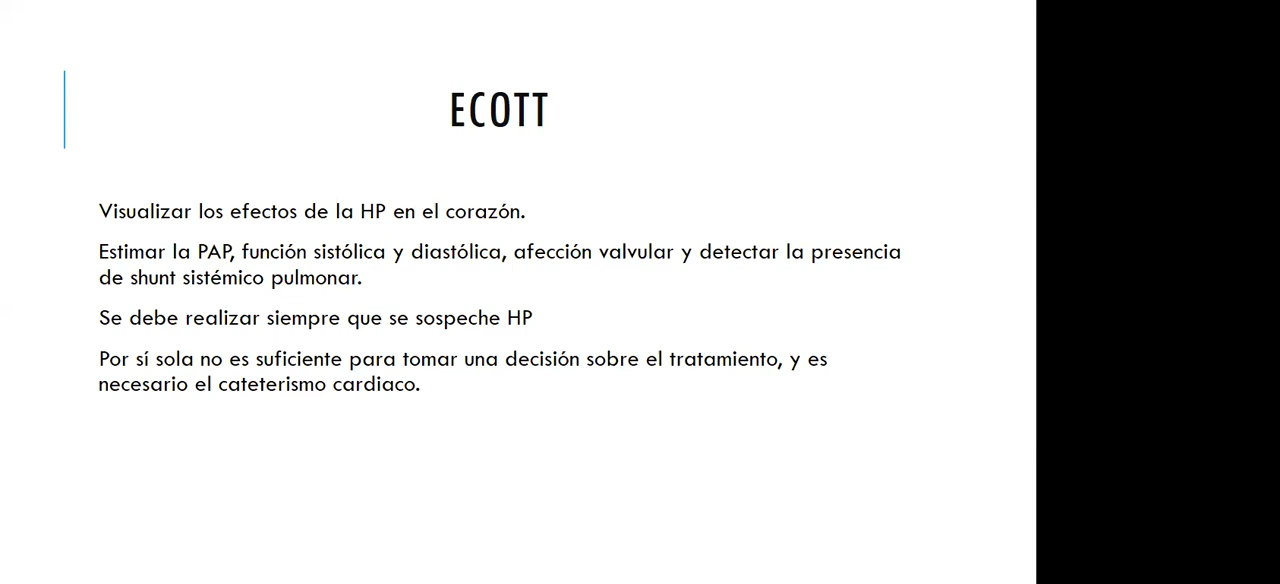 ECOTT
Visualizar los efectos de la HP en el corazón.
Estimar la PAP, función sistólica y diastólica, afección valvular y detectar la presencia
de shunt sistémico pulmonar.
Se debe realizar siempre que se sospeche HP
Por sí sola no es suficiente para tomar una decisión sobre el tratamiento, y es
necesario el cateterismo cardiaco.